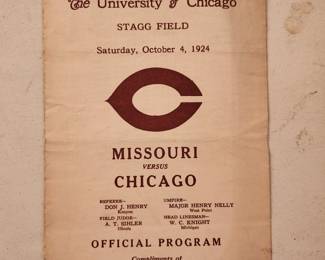 The University of Chicago
STAGG FIELD
Saturday, October 4, 1924
MISSOURI
VERSUS
CHICAGO
REFEREE—
DON J. HENRY
Kenyon
UMPIRE—
MAJOR HENRY NELLY
West Point
FIELD JUDGE—
A. T. SIHLER
Illinois
HEAD LINESMAN—
W. C. KNIGHT
Michigan
OFFICIAL PROGRAM
Compliments of